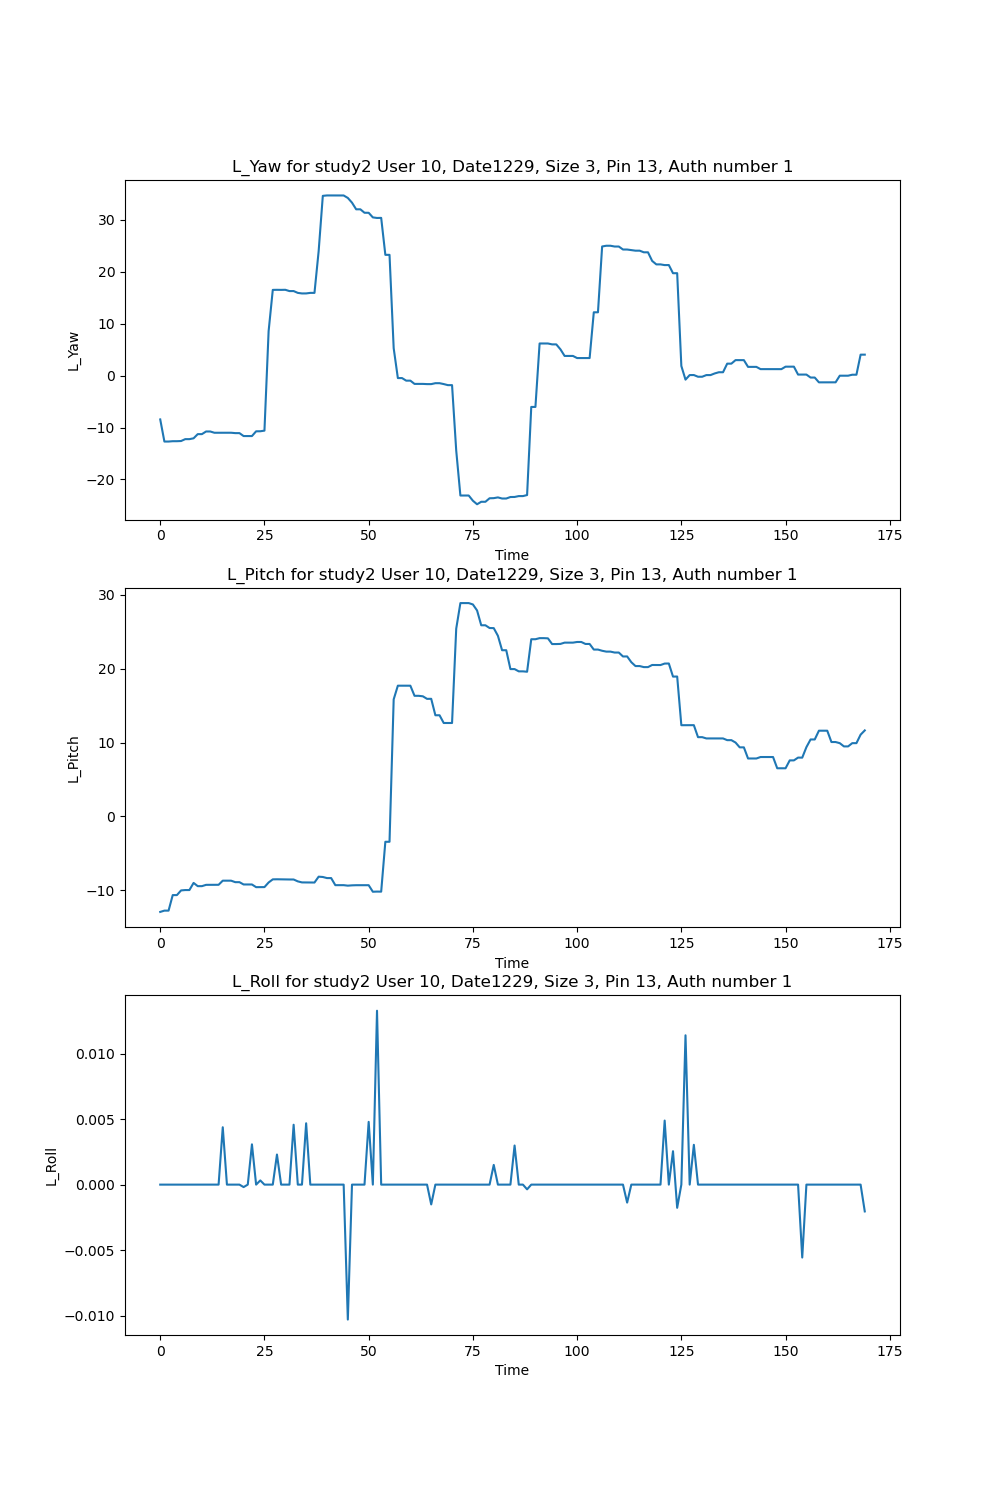 L_Yaw for study2 User 10, Date1229, Size 3, Pin 13, Auth number 1
30
20
10
0
−10
−20
L_Yaw
0 25 50 75 100 125 150 175
Time
L_Pitch for study2 User 10, Date1229, Size 3, Pin 13, Auth number 1
30
20
10
0
−10
L_Pitch
0 25 50 75 100 125 150 175
Time
L_Roll for study2 User 10, Date1229, Size 3, Pin 13, Auth number 1
0.010
0.005
0.000
−0.005
−0.010
L_Roll
0 25 50 75 100 125 150 175
Time